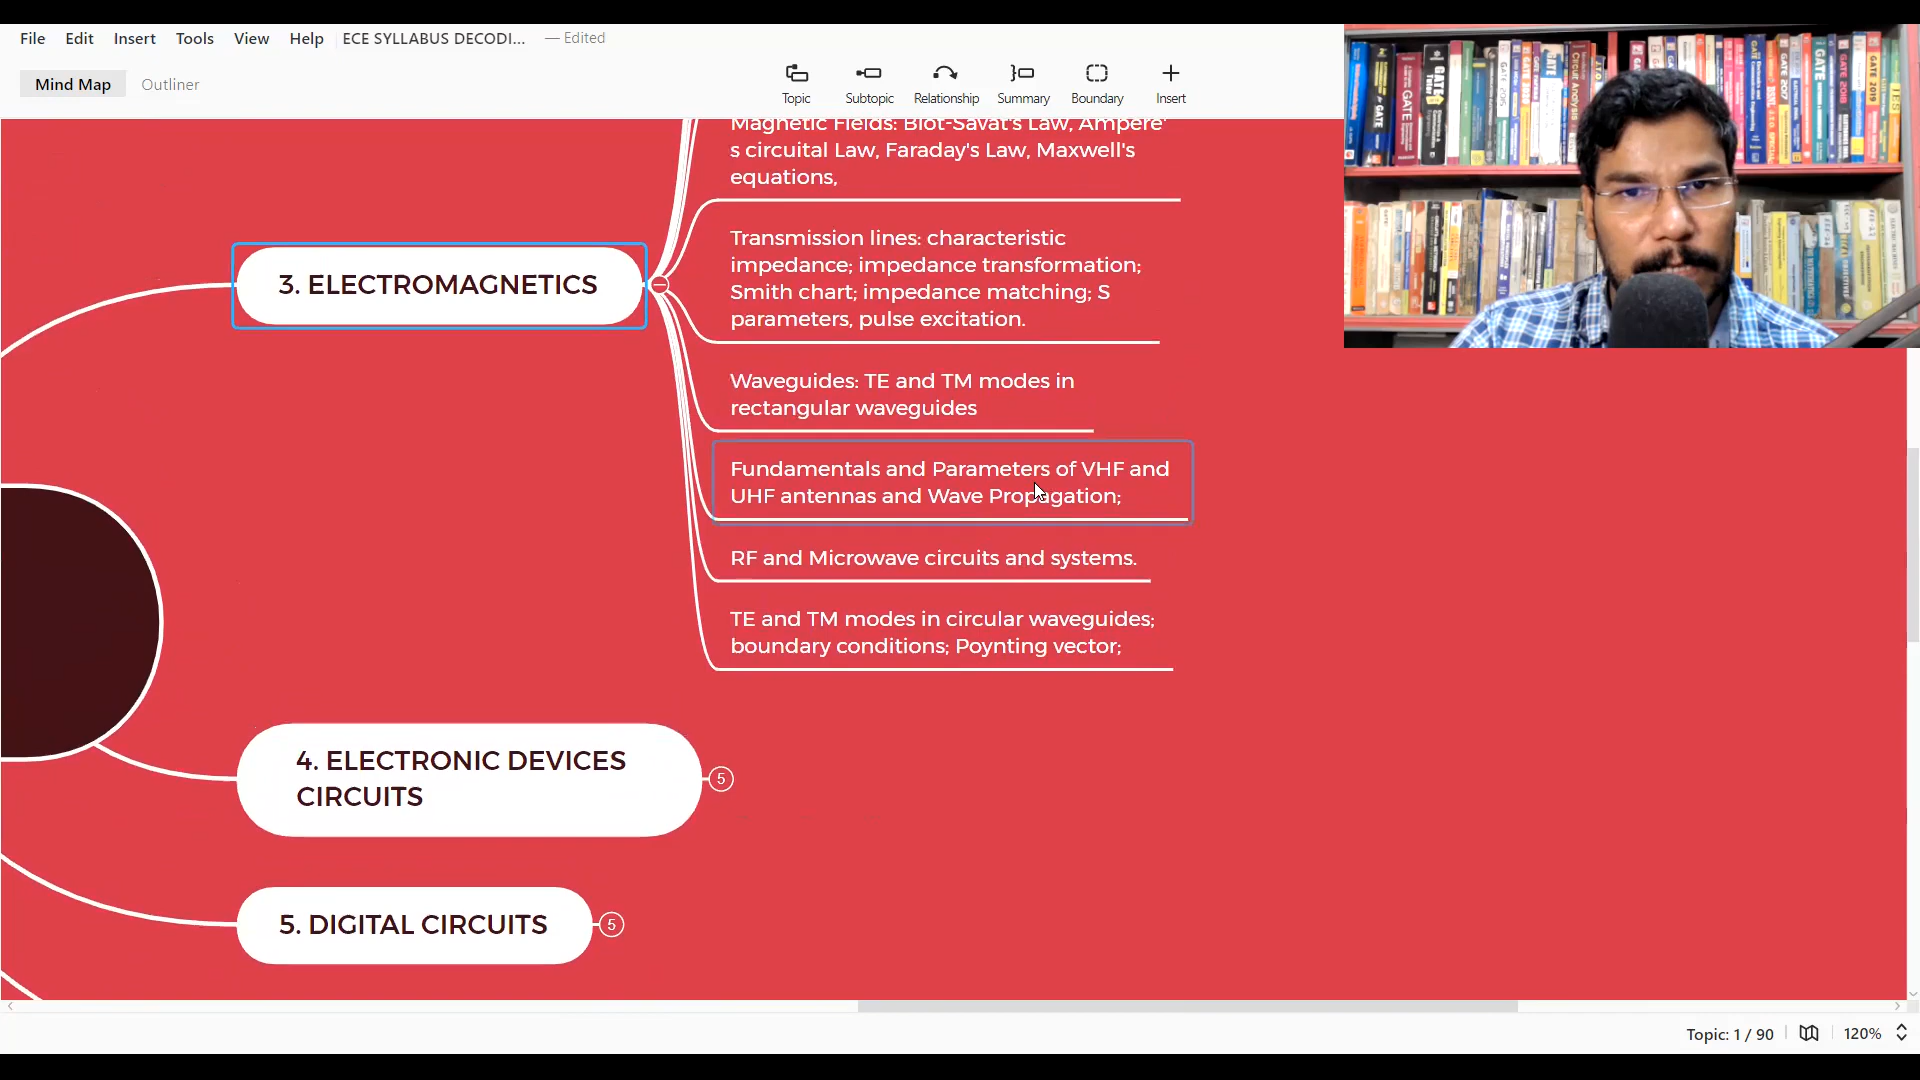 File Edit Insert Tools View Help ECE SYLLABUS DECODI... — Edited
Mind Map Outliner
Topic Subtopic Relationship Summary Boundary Insert
Magnetic Fields: Biot-Savat's Law, Ampere'
s circuital Law, Faraday's Law, Maxwell's
equations,
3. ELECTROMAGNETICS
Transmission lines: characteristic
impedance; impedance transformation;
Smith chart; impedance matching; S
parameters, pulse excitation.
Waveguides: TE and TM modes in
rectangular waveguides
Fundamentals and Parameters of VHF and
UHF antennas and Wave Propagation;
RF and Microwave circuits and systems.
TE and TM modes in circular waveguides;
boundary conditions; Poynting vector;
4. ELECTRONIC DEVICES
CIRCUITS
5
5. DIGITAL CIRCUITS
5
Topic: 1 / 90 120%
GATE
GATE
GATE